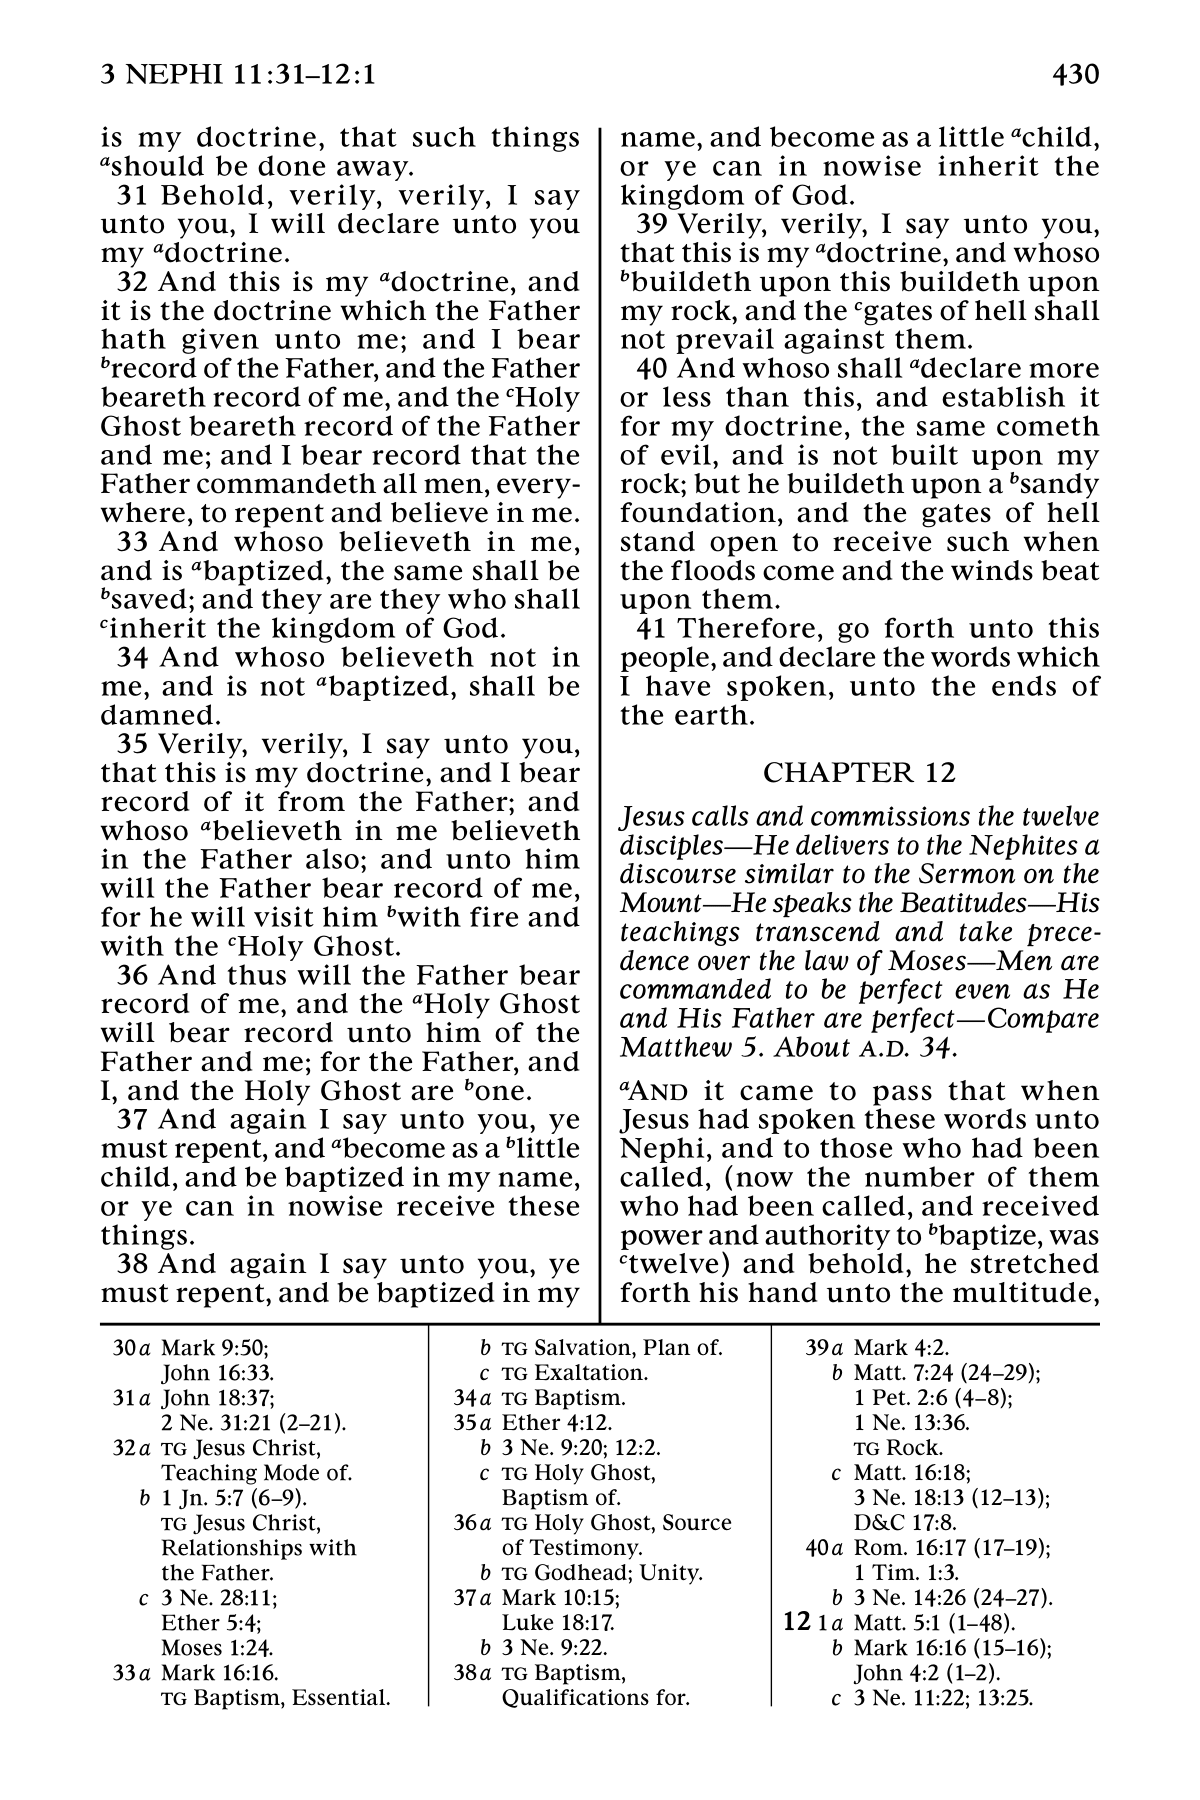 3 NEPHI 11:31–12:1
430
is my doctrine, that such things
ashould be done away.
31 Behold, verily, verily, I say
unto you, I will declare unto you
my adoctrine.
32 And this is my adoctrine, and
it is the doctrine which the Father
hath given unto me; and I bear
brecord of the Father, and the Father
beareth record of me, and the cHoly
Ghost beareth record of the Father
and me; and I bear record that the
Father commandeth all men, every-
where, to repent and believe in me.
33 And whoso believeth in me,
and is abaptized, the same shall be
bsaved; and they are they who shall
cinherit the kingdom of God.
34 And whoso believeth not in
me, and is not abaptized, shall be
damned.
35 Verily, verily, I say unto you,
that this is my doctrine, and I bear
record of it from the Father; and
whoso abelieveth in me believeth
in the Father also; and unto him
will the Father bear record of me,
for he will visit him bwith fire and
with the cHoly Ghost.
36 And thus will the Father bear
record of me, and the aHoly Ghost
will bear record unto him of the
Father and me; for the Father, and
I, and the Holy Ghost are bone.
37 And again I say unto you, ye
must repent, and abecome as a blittle
child, and be baptized in my name,
or ye can in nowise receive these
things.
38 And again I say unto you, ye
must repent, and be baptized in my
name, and become as a little achild,
or ye can in nowise inherit the
kingdom of God.
39 Verily, verily, I say unto you,
that this is my adoctrine, and whoso
bbuildeth upon this buildeth upon
my rock, and the cgates of hell shall
not prevail against them.
40 And whoso shall adeclare more
or less than this, and establish it
for my doctrine, the same cometh
of evil, and is not built upon my
rock; but he buildeth upon a bsandy
foundation, and the gates of hell
stand open to receive such when
the floods come and the winds beat
upon them.
41 Therefore, go forth unto this
people, and declare the words which
I have spoken, unto the ends of
the earth.
CHAPTER 12
Jesus calls and commissions the twelve
disciples—He delivers to the Nephites a
discourse similar to the Sermon on the
Mount—He speaks the Beatitudes—His
teachings transcend and take prece-
dence over the law of Moses—Men are
commanded to be perfect even as He
and His Father are perfect—Compare
Matthew 5. About A.D. 34.
aAND it came to pass that when
Jesus had spoken these words unto
Nephi, and to those who had been
called, (now the number of them
who had been called, and received
power and authority to bbaptize, was
ctwelve) and behold, he stretched
forth his hand unto the multitude,
30a Mark 9:50;
John 16:33.
31a John 18:37;
2 Ne. 31:21 (2–21).
32a TG Jesus Christ,
Teaching Mode of.
b 1 Jn. 5:7 (6–9).
TG Jesus Christ,
Relationships with
the Father.
c 3 Ne. 28:11;
Ether 5:4;
Moses 1:24.
33a Mark 16:16.
TG Baptism, Essential.
b TG Salvation, Plan of.
c TG Exaltation.
34a TG Baptism.
35a Ether 4:12.
b 3 Ne. 9:20; 12:2.
c TG Holy Ghost,
Baptism of.
36a TG Holy Ghost, Source
of Testimony.
b TG Godhead; Unity.
37a Mark 10:15;
Luke 18:17.
b 3 Ne. 9:22.
38a TG Baptism,
Qualifications for.
39a Mark 4:2.
b Matt. 7:24 (24–29);
1 Pet. 2:6 (4–8);
1 Ne. 13:36.
TG Rock.
c Matt. 16:18;
3 Ne. 18:13 (12–13);
D&C 17:8.
40a Rom. 16:17 (17–19);
1 Tim. 1:3.
b 3 Ne. 14:26 (24–27).
12 1a Matt. 5:1 (1–48).
b Mark 16:16 (15–16);
John 4:2 (1–2).
c 3 Ne. 11:22; 13:25.